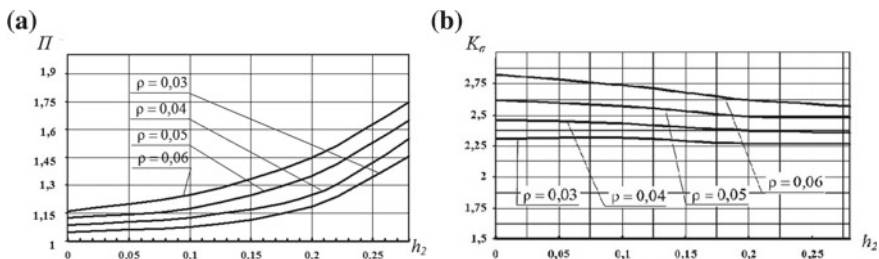 (a)
Π
1,9
1,75
1,6
1,45
1,3
1,15
1
ρ = 0,03
ρ = 0,04
ρ = 0,05
ρ = 0,06
0 0,05 0,1 0,15 0,2 0,25 h2
(b)
Kσ
2,75
2,5
2,25
2
1,75
1,5
ρ = 0,03 ρ = 0,04 ρ = 0,05 ρ = 0,06
0 0,05 0,1 0,15 0,2 0,25 h2